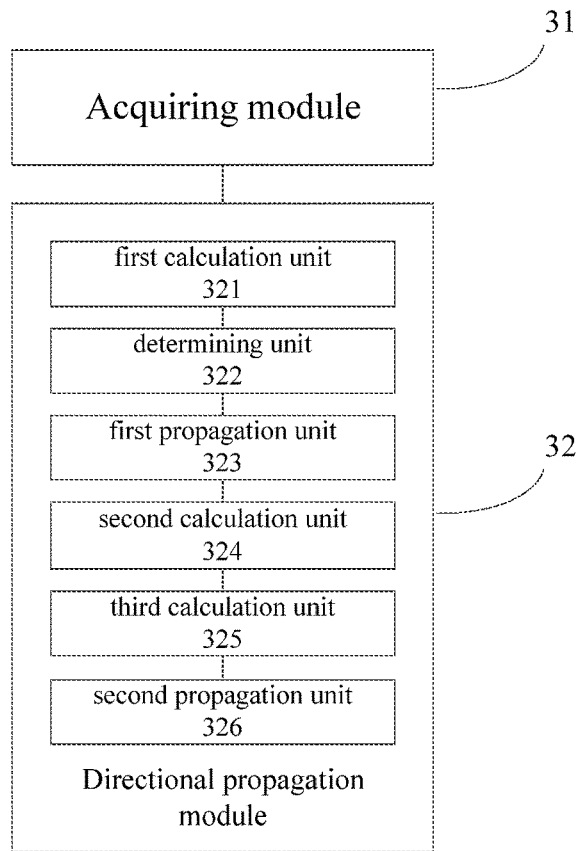 31
Acquiring module
first calculation unit
321
determining unit
322
first propagation unit
323
32
second calculation unit
324
third calculation unit
325
second propagation unit
326
Directional propagation
module